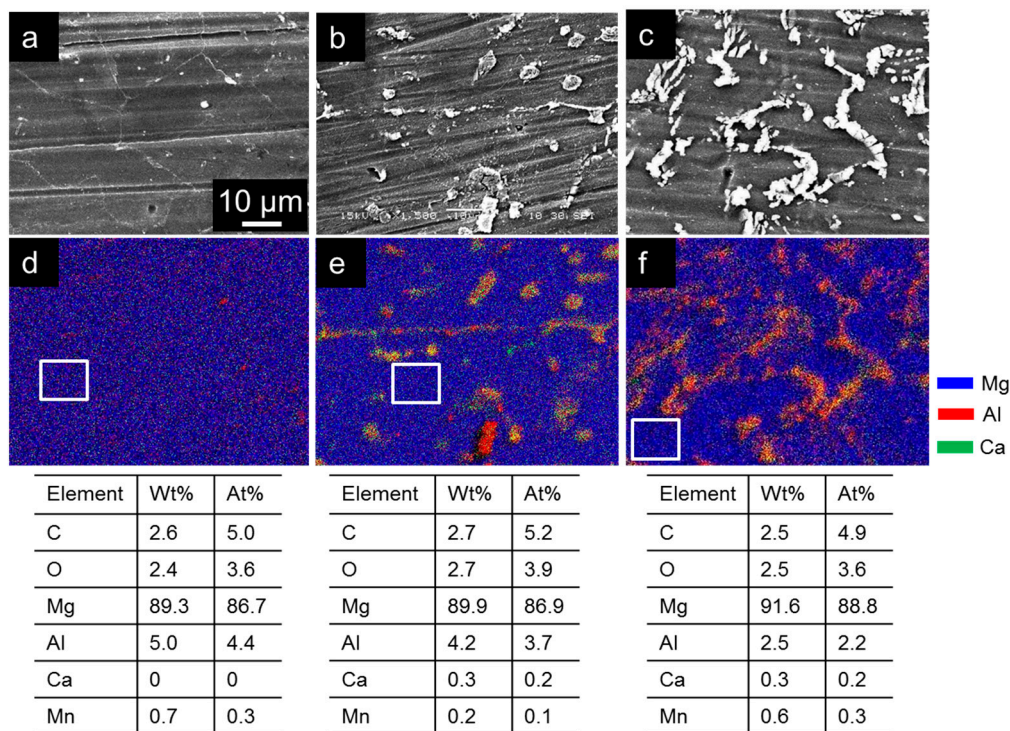 a
b
c
10 μm
15KV X1,500 10 30 SEI
d
e
f
Mg
Al
Ca
Element Wt% At%
C 2.6 5.0
O 2.4 3.6
Mg 89.3 86.7
Al 5.0 4.4
Ca 0 0
Mn 0.7 0.3
Element Wt% At%
C 2.7 5.2
O 2.7 3.9
Mg 89.9 86.9
Al 4.2 3.7
Ca 0.3 0.2
Mn 0.2 0.1
Element Wt% At%
C 2.5 4.9
O 2.5 3.6
Mg 91.6 88.8
Al 2.5 2.2
Ca 0.3 0.2
Mn 0.6 0.3